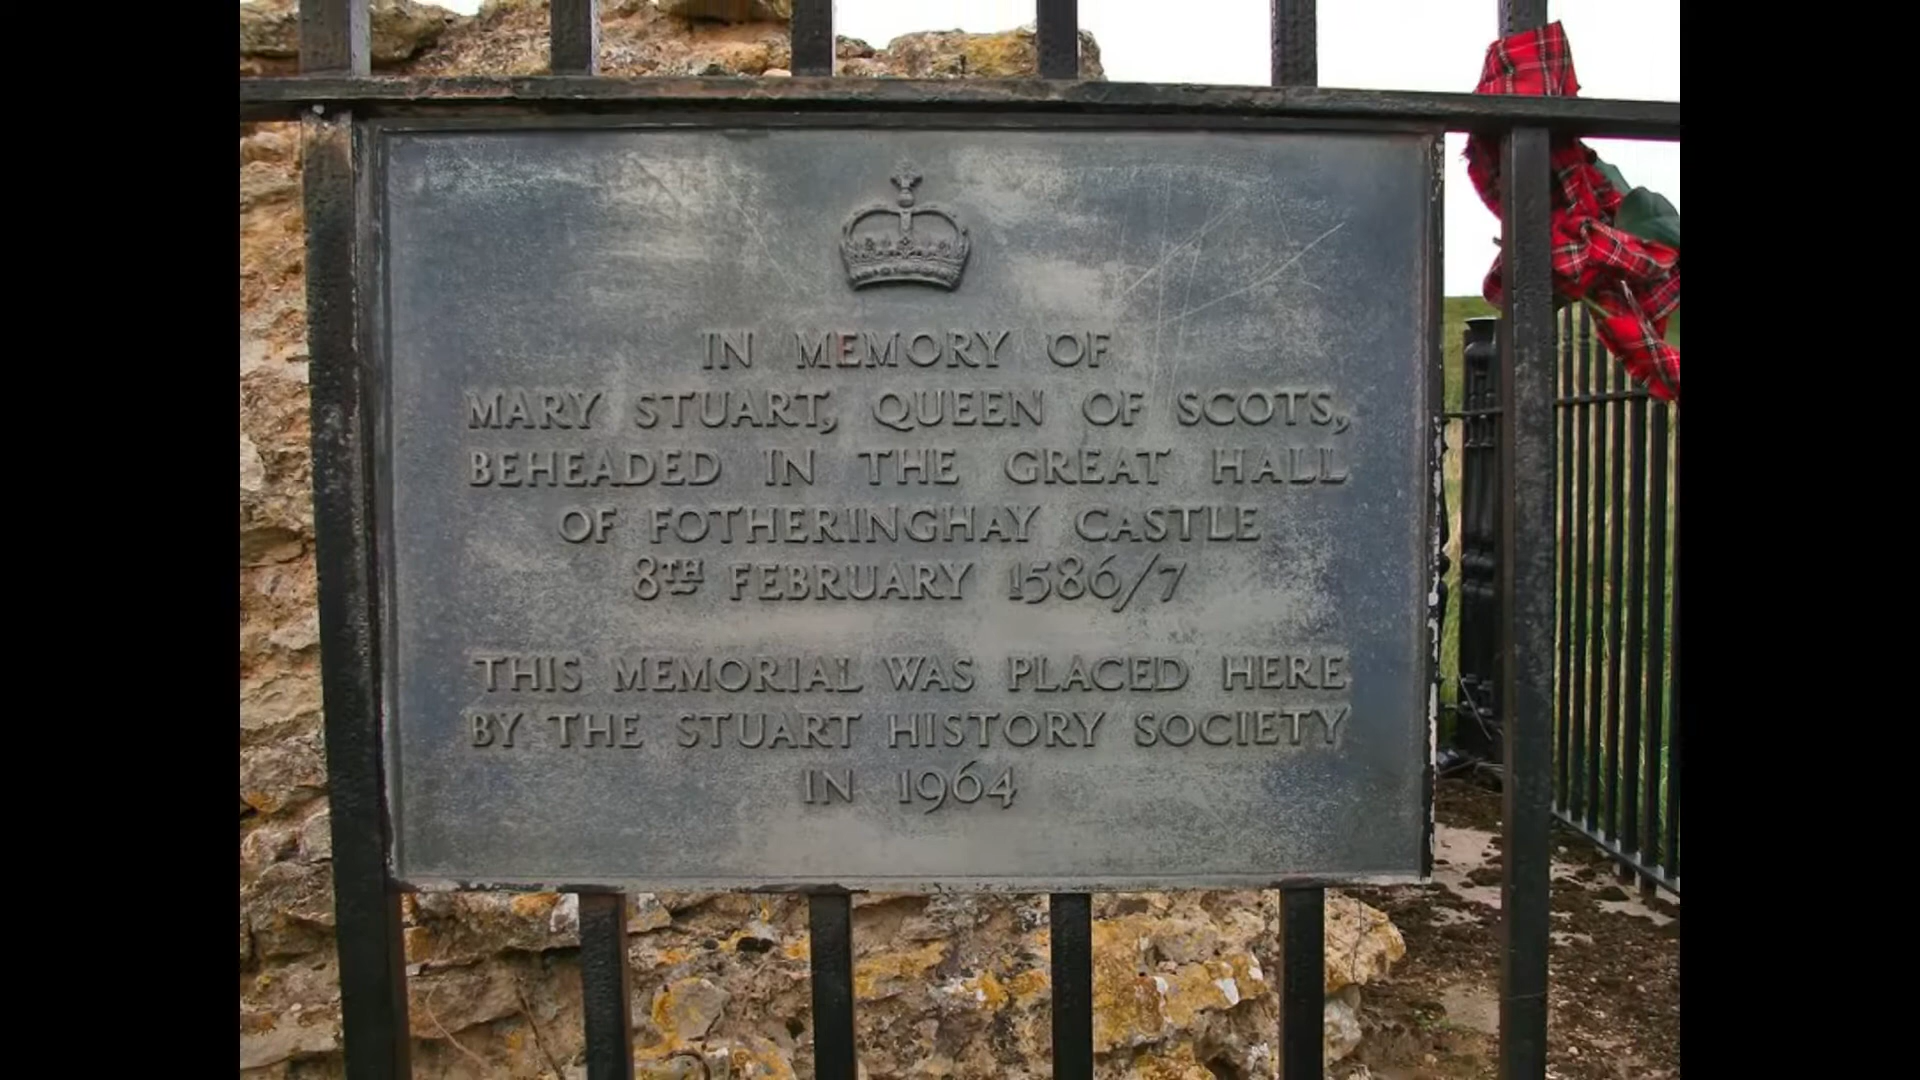 IN MEMORY OF
MARY STUART, QUEEN OF SCOTS,
BEHEADED IN THE GREAT HALL
OF FOTHERINGHAY CASTLE
8TH FEBRUARY 1586/7
THIS MEMORIAL WAS PLACED HERE
BY THE STUART HISTORY SOCIETY
IN 1964